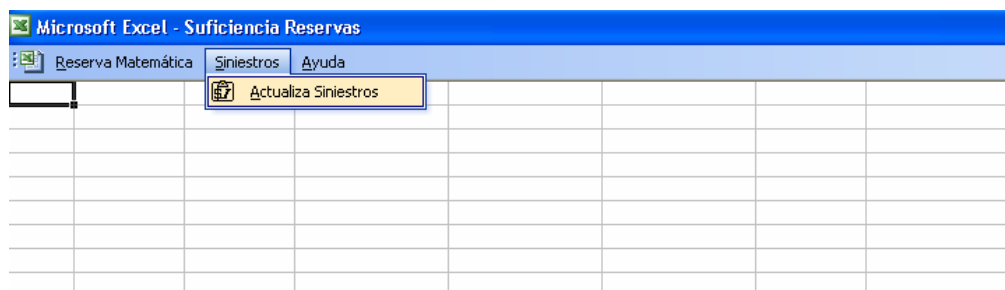 Microsoft Excel - Suficiencia Reservas
Reserva Matemática Siniestros Ayuda
Actualiza Siniestros